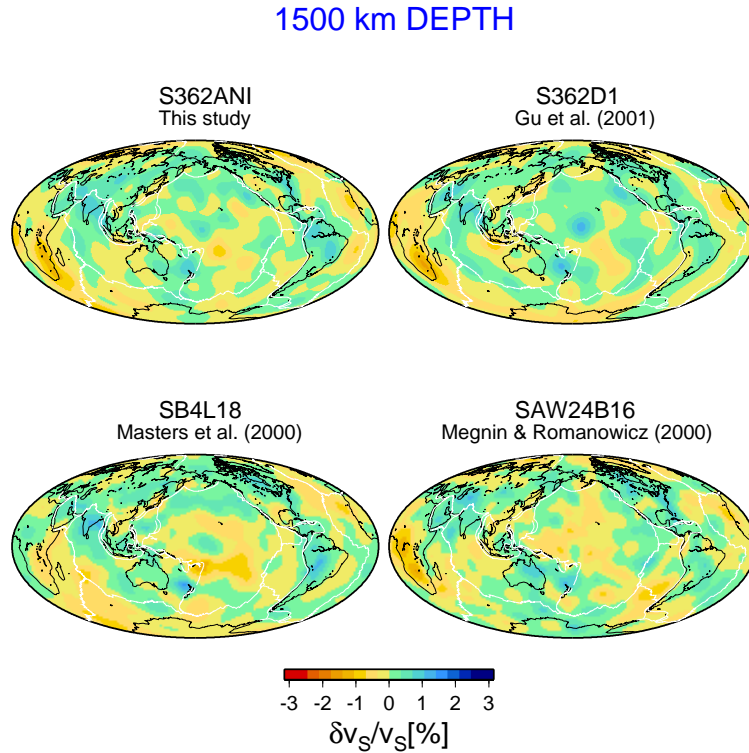 1500 km DEPTH
S362ANI
This study
S362D1
Gu et al. (2001)
SB4L18
Masters et al. (2000)
SAW24B16
Megnin & Romanowicz (2000)
-3 -2 -1 0 1 2 3
δvS/vS[%]